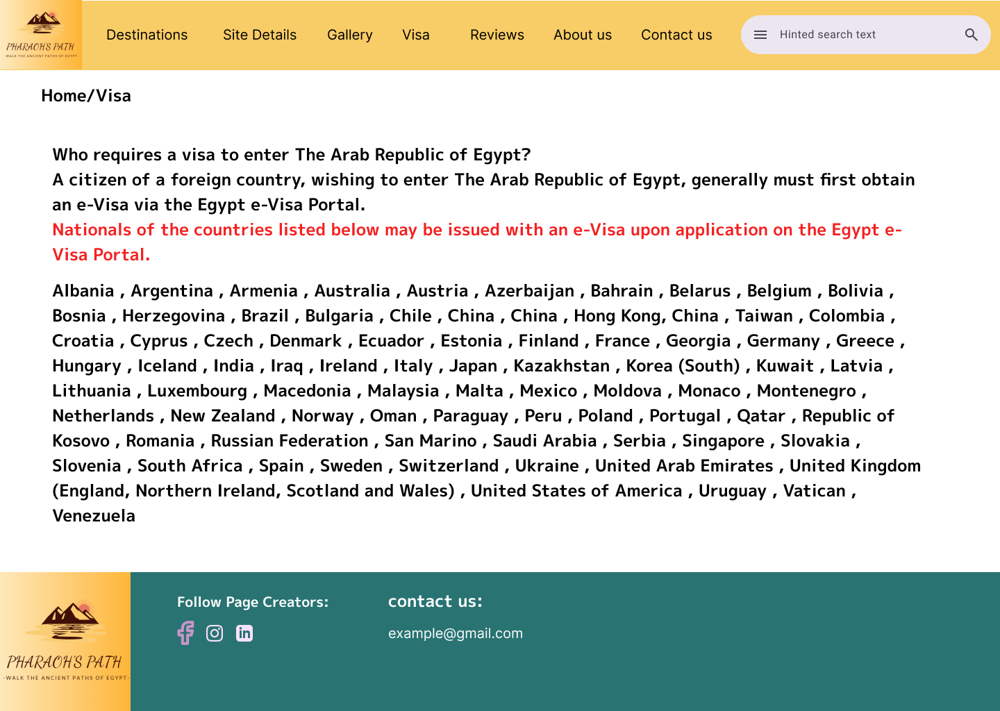 PHARAOH'S PATH
-WALK THE ANCIENT PATHS OF EGYPT-
Destinations
Site Details
Gallery
Visa
Reviews
About us
Contact us
Hinted search text
Home/Visa
Who requires a visa to enter The Arab Republic of Egypt?
A citizen of a foreign country, wishing to enter The Arab Republic of Egypt, generally must first obtain
an e-Visa via the Egypt e-Visa Portal.
Nationals of the countries listed below may be issued with an e-Visa upon application on the Egypt e-
Visa Portal.
Albania , Argentina , Armenia , Australia , Austria , Azerbaijan , Bahrain , Belarus , Belgium , Bolivia ,
Bosnia , Herzegovina , Brazil , Bulgaria , Chile , China , China , Hong Kong, China , Taiwan , Colombia ,
Croatia , Cyprus , Czech , Denmark , Ecuador , Estonia , Finland , France , Georgia , Germany , Greece ,
Hungary , Iceland , India , Iraq , Ireland , Italy , Japan , Kazakhstan , Korea (South) , Kuwait , Latvia ,
Lithuania , Luxembourg , Macedonia , Malaysia , Malta , Mexico , Moldova , Monaco , Montenegro ,
Netherlands , New Zealand , Norway , Oman , Paraguay , Peru , Poland , Portugal , Qatar , Republic of
Kosovo , Romania , Russian Federation , San Marino , Saudi Arabia , Serbia , Singapore , Slovakia ,
Slovenia , South Africa , Spain , Sweden , Switzerland , Ukraine , United Arab Emirates , United Kingdom
(England, Northern Ireland, Scotland and Wales) , United States of America , Uruguay , Vatican ,
Venezuela
PHARAOH'S PATH
-WALK THE ANCIENT PATHS OF EGYPT-
Follow Page Creators:
in
contact us:
example@gmail.com